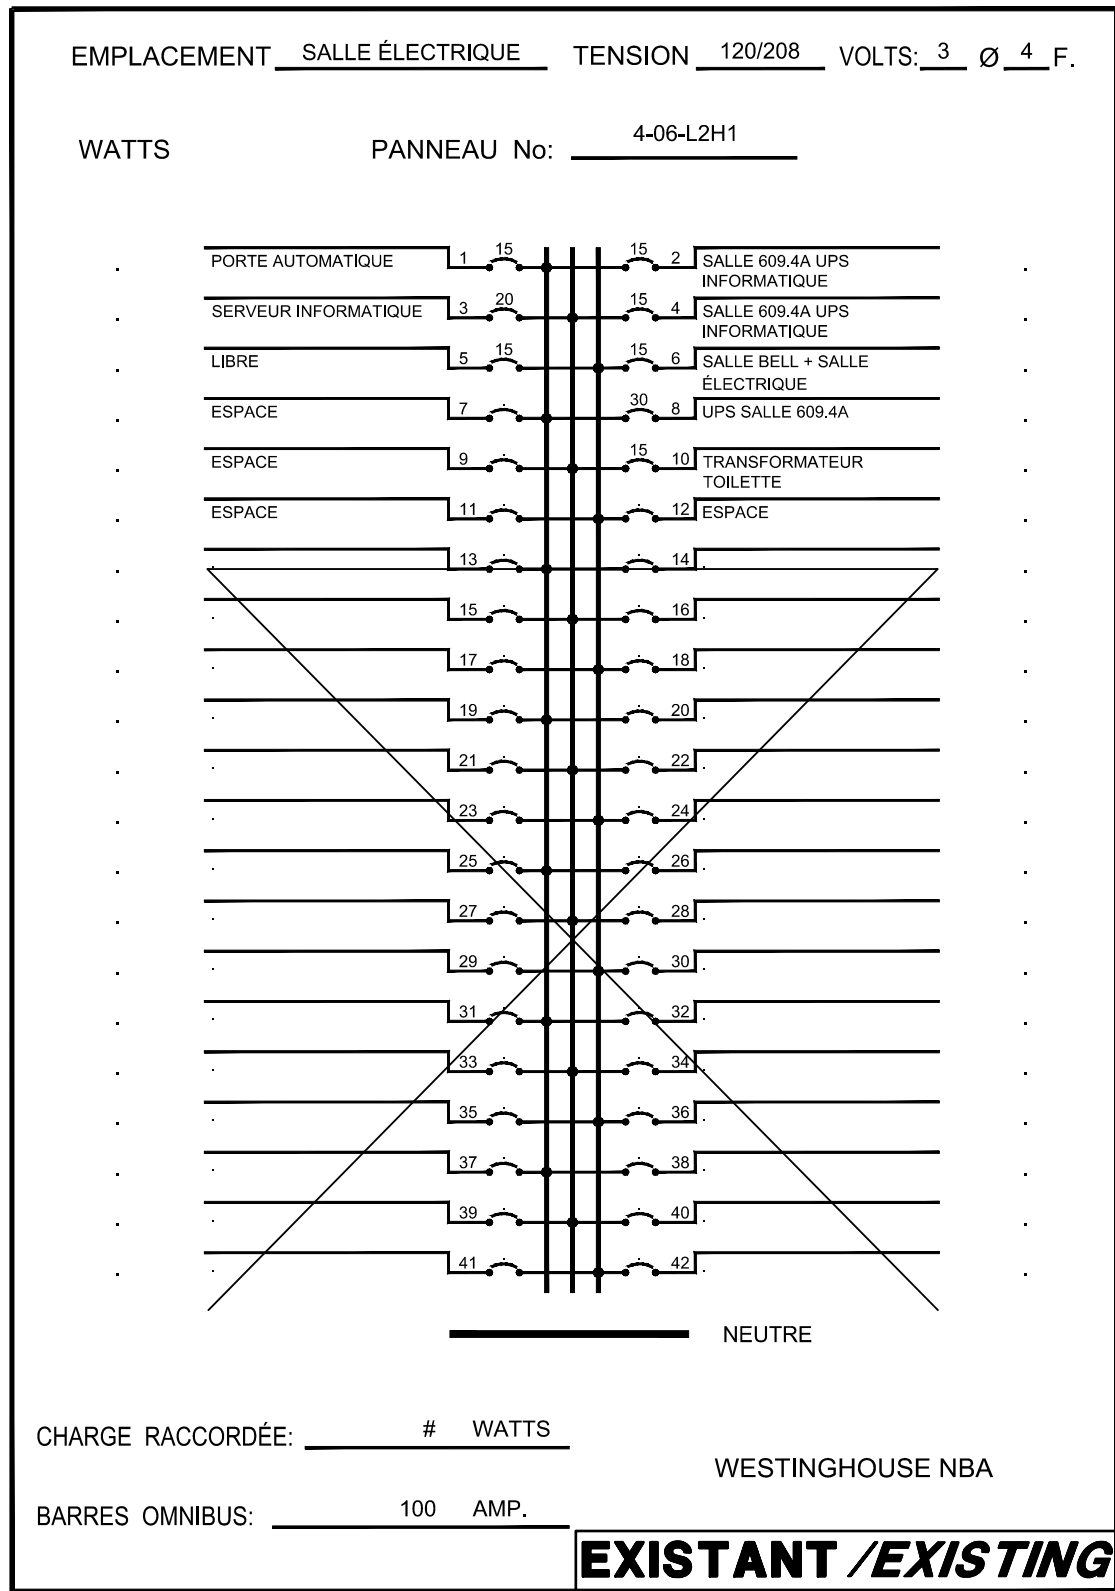 EMPLACEMENT SALLE ÉLECTRIQUE TENSION 120/208 VOLTS: 3 Ø 4 F.
WATTS PANNEAU No: 4-06-L2H1
PORTE AUTOMATIQUE 1 15 15 2 SALLE 609.4A UPS
INFORMATIQUE
SERVEUR INFORMATIQUE 3 20 15 4 SALLE 609.4A UPS
INFORMATIQUE
LIBRE 5 15 15 6 SALLE BELL + SALLE
ÉLECTRIQUE
ESPACE 7 30 8 UPS SALLE 609.4A
ESPACE 9 15 10 TRANSFORMATEUR
TOILETTE
ESPACE 11 12 ESPACE
13 14
15 16
17 18
19 20
21 22
23 24
25 26
27 28
29 30
31 32
33 34
35 36
37 38
39 40
41 42
NEUTRE
CHARGE RACCORDÉE: # WATTS
WESTINGHOUSE NBA
BARRES OMNIBUS: 100 AMP.
EXISTANT /EXISTING